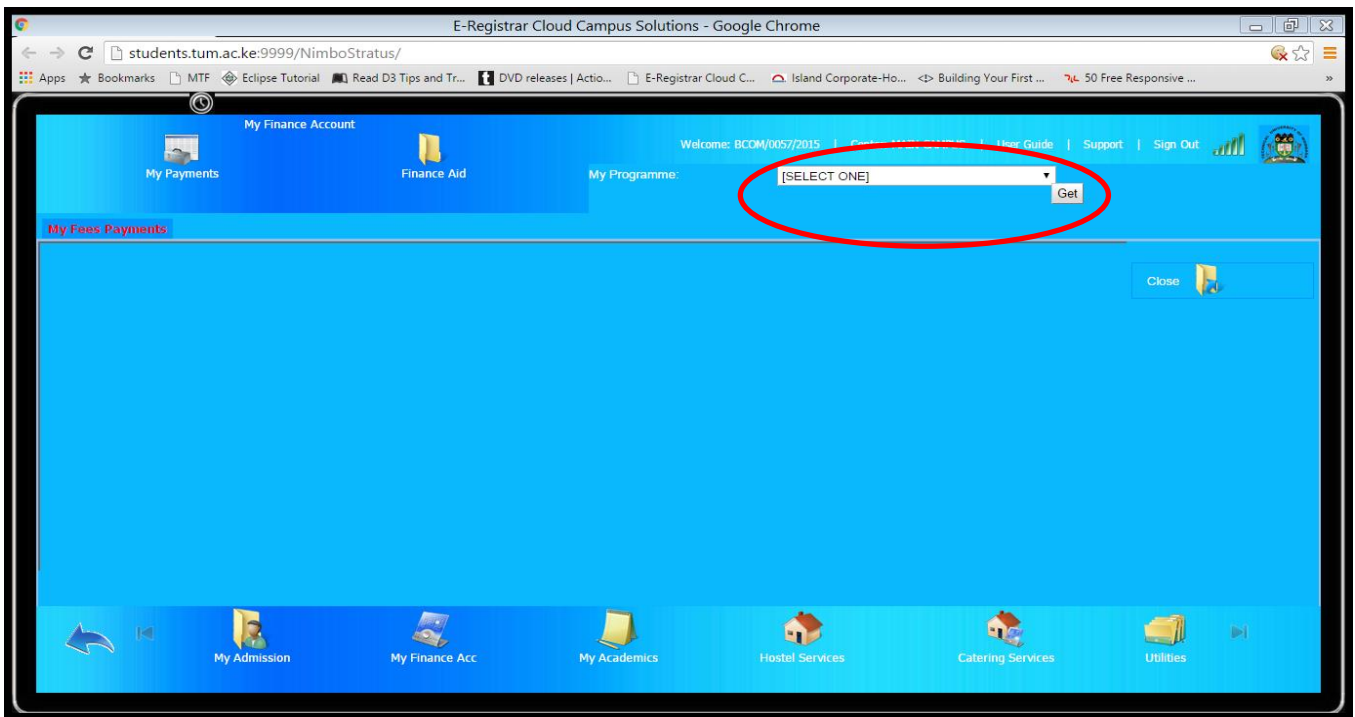 E-Registrar Cloud Campus Solutions - Google Chrome
students.tum.ac.ke:9999/NimboStratus/
Apps Bookmarks MTF Eclipse Tutorial Read D3 Tips and Tr... DVD releases | Actio... E-Registrar Cloud C... Island Corporate-Ho... Building Your First ... 50 Free Responsive ... »
My Finance Account
Welcome: BCOM/0057/2015 | User Guide | Support | Sign Out
My Payments Finance Aid My Programme: [SELECT ONE]
Get
My Fees Payments
Close
My Admission My Finance Acc My Academics Hostel Services Catering Services Utilities